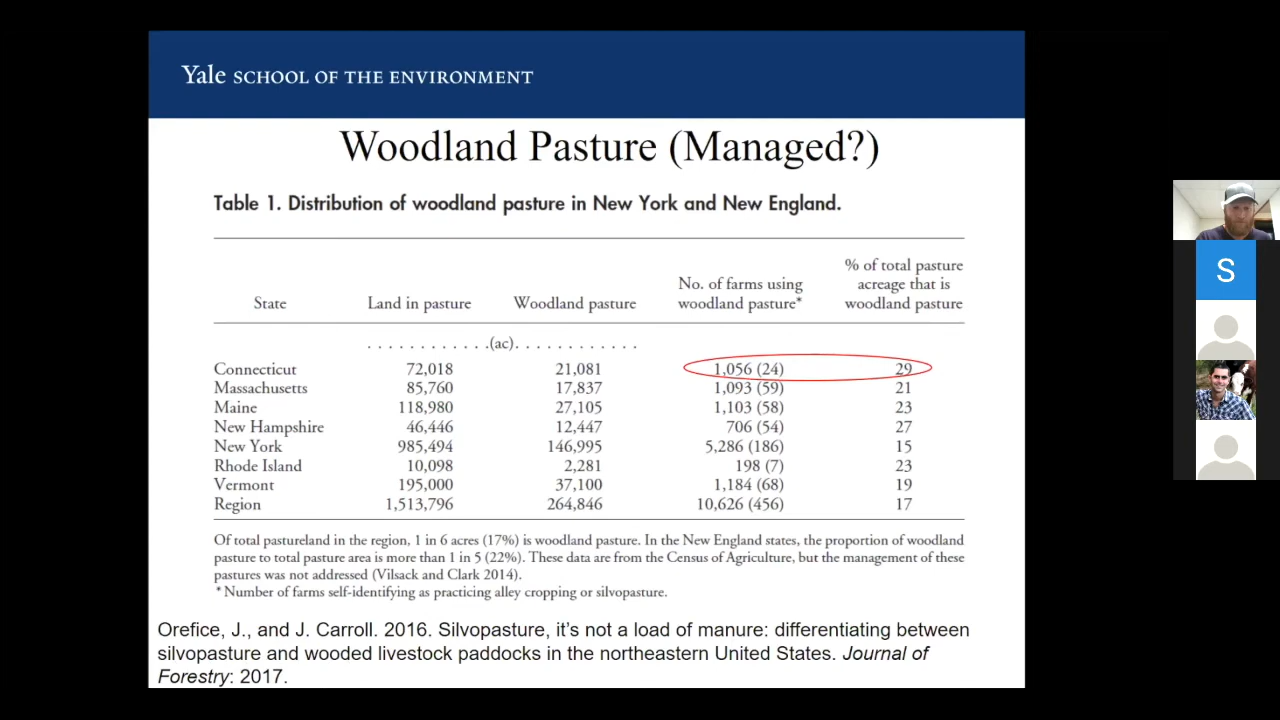 Yale SCHOOL OF THE ENVIRONMENT
Woodland Pasture (Managed?)
Table 1. Distribution of woodland pasture in New York and New England.
State Land in pasture Woodland pasture No. of farms using woodland pasture* % of total pasture acreage that is woodland pasture
. . . . . . . . . . . .(ac). . . . . . . . . . . .
Connecticut 72,018 21,081 1,056 (24) 29
Massachusetts 85,760 17,837 1,093 (59) 21
Maine 118,980 27,105 1,103 (58) 23
New Hampshire 46,446 12,447 706 (54) 27
New York 985,494 146,995 5,286 (186) 15
Rhode Island 10,098 2,281 198 (7) 23
Vermont 195,000 37,100 1,184 (68) 19
Region 1,513,796 264,846 10,626 (456) 17
Of total pastureland in the region, 1 in 6 acres (17%) is woodland pasture. In the New England states, the proportion of woodland
pasture to total pasture area is more than 1 in 5 (22%). These data are from the Census of Agriculture, but the management of these
pastures was not addressed (Vilsack and Clark 2014).
*Number of farms self-identifying as practicing alley cropping or silvopasture.
Orefice, J., and J. Carroll. 2016. Silvopasture, it’s not a load of manure: differentiating between
silvopasture and wooded livestock paddocks in the northeastern United States. Journal of
Forestry: 2017.
S